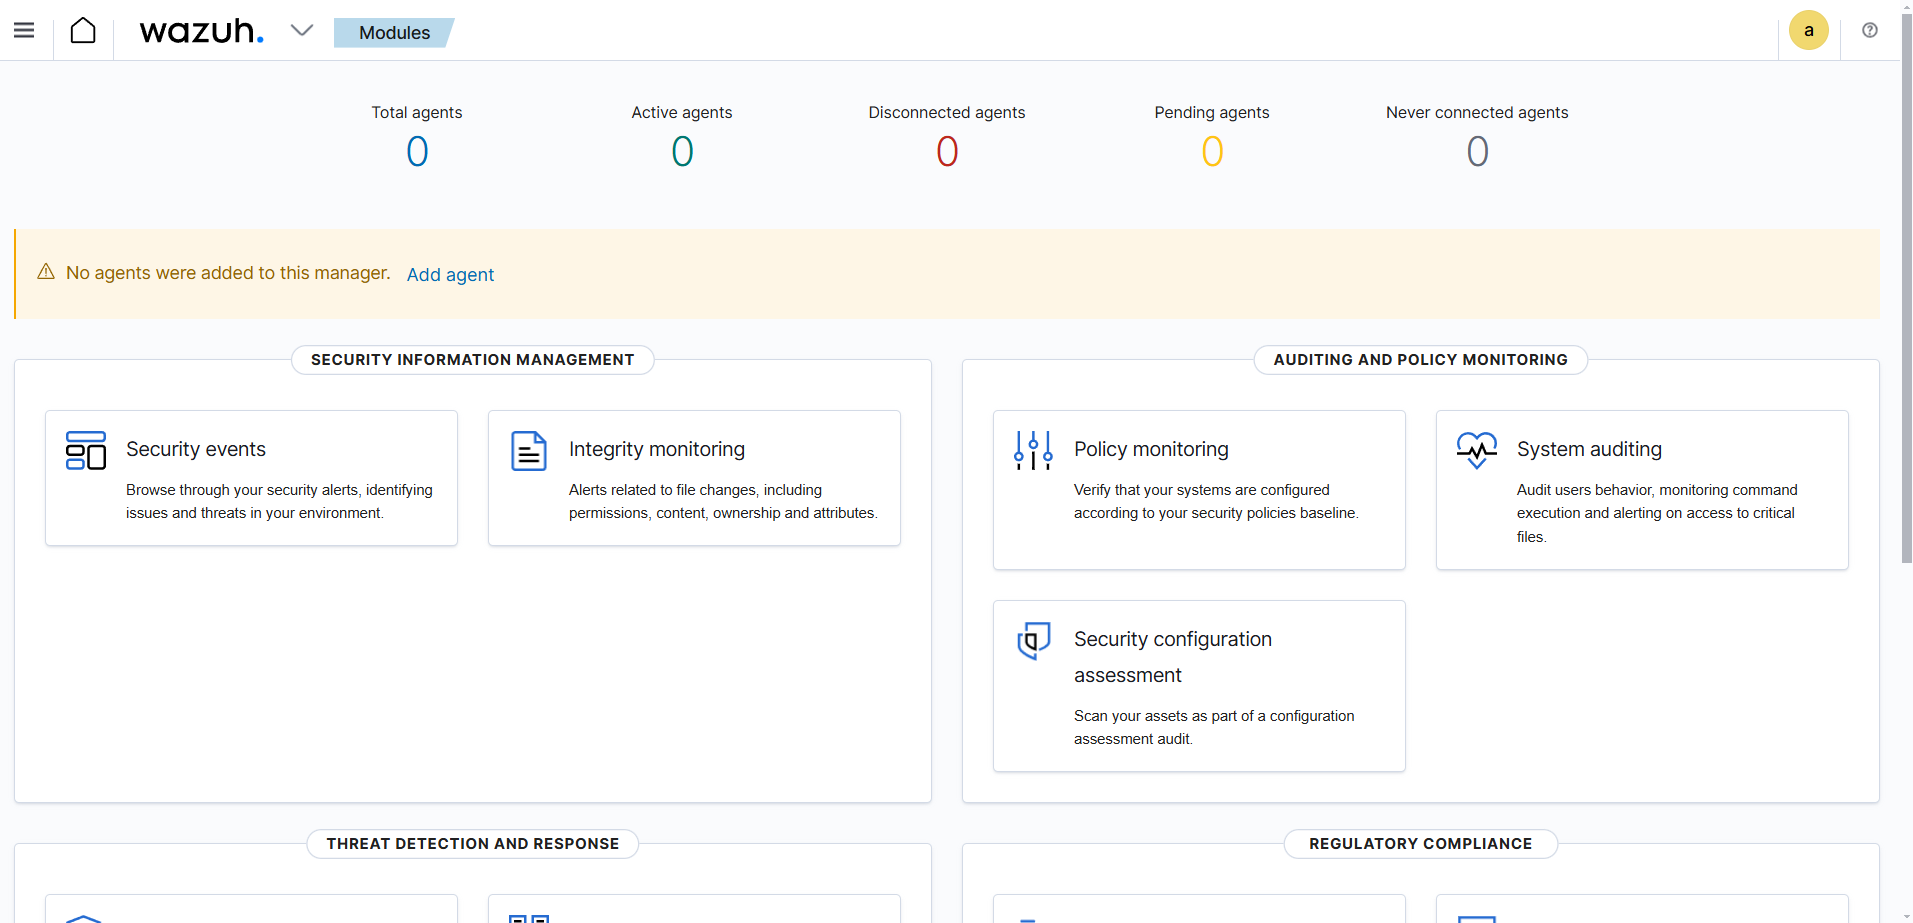 wazuh.
Modules
a
Total agents
0
Active agents
0
Disconnected agents
0
Pending agents
0
Never connected agents
0
No agents were added to this manager. Add agent
SECURITY INFORMATION MANAGEMENT
Security events
Browse through your security alerts, identifying
issues and threats in your environment.
Integrity monitoring
Alerts related to file changes, including
permissions, content, ownership and attributes.
AUDITING AND POLICY MONITORING
Policy monitoring
Verify that your systems are configured
according to your security policies baseline.
System auditing
Audit users behavior, monitoring command
execution and alerting on access to critical
files.
Security configuration
assessment
Scan your assets as part of a configuration
assessment audit.
THREAT DETECTION AND RESPONSE
REGULATORY COMPLIANCE